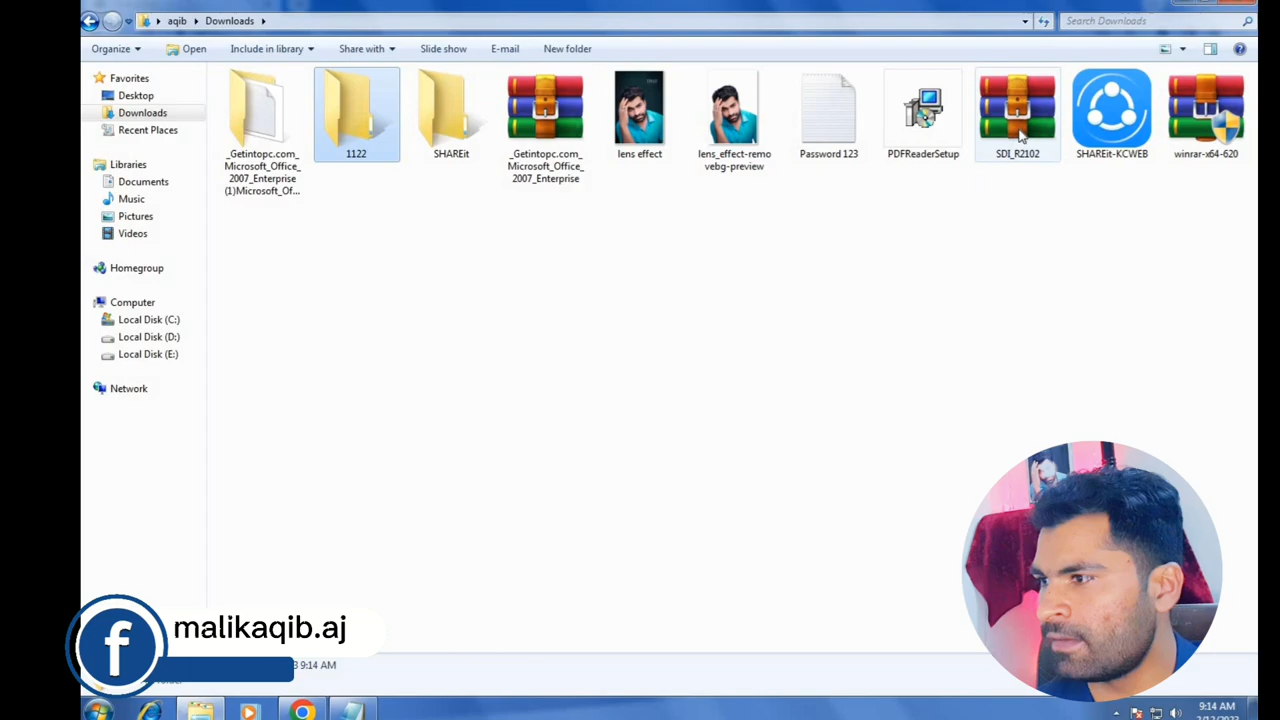 aqib
Downloads
Search Downloads
Organize
Open
Include in library
Share with
Slide show
E-mail
New folder
Favorites
Desktop
Downloads
Recent Places
Libraries
Documents
Music
Pictures
Videos
Homegroup
Computer
Local Disk (C:)
Local Disk (D:)
Local Disk (E:)
Network
_Getintopc.com_
Microsoft_Office_
2007_Enterprise
(1)Microsoft_Of...
1122
SHAREit
_Getintopc.com_
Microsoft_Office_
2007_Enterprise
lens effect
lens_effect-remo
vebg-preview
Password 123
PDFReaderSetup
SDI_R2102
SHAREit-KCWEB
winrar-x64-620
f
malikaqib.aj
9:14 AM
9:14 AM